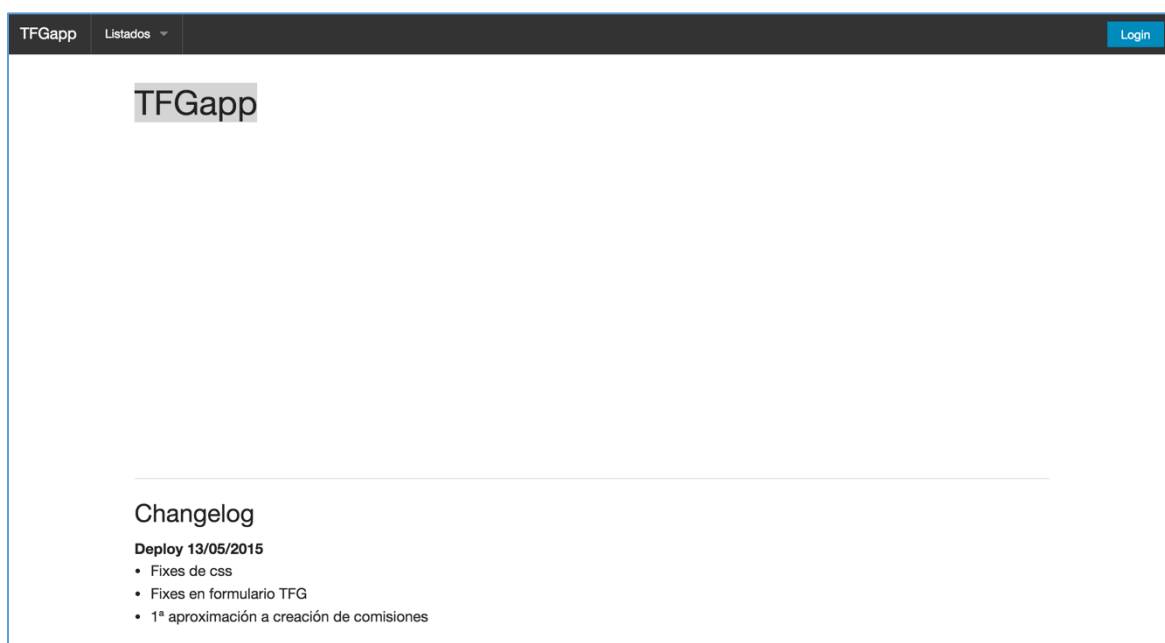 TFGapp Listados Login
TFGapp
Changelog
Deploy 13/05/2015
• Fixes de css
• Fixes en formulario TFG
• 1ª aproximación a creación de comisiones